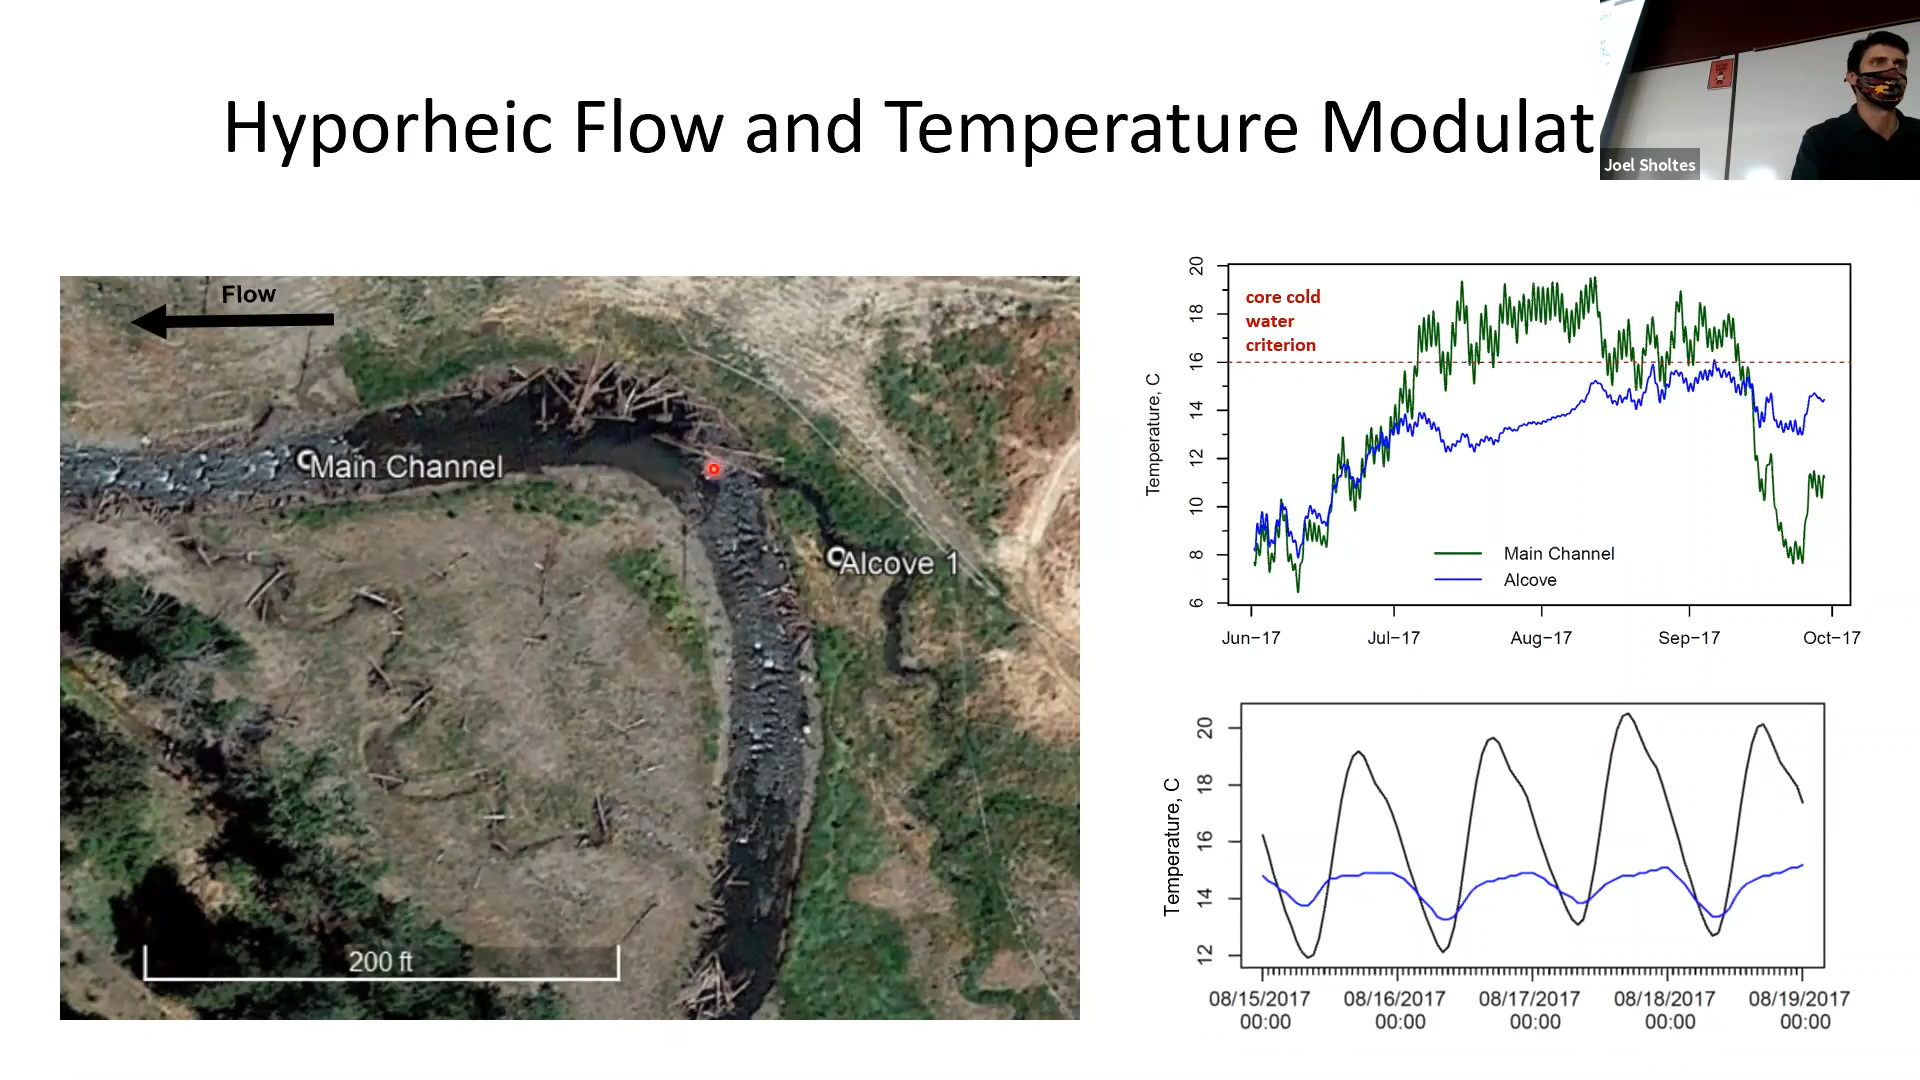 Hyporheic Flow and Temperature Modulat
Joel Sholtes
Flow
Main Channel
Alcove 1
200 ft
20
18
16
14
12
10
8
6
Temperature, C
core cold
water
criterion
Main Channel
Alcove
Jun-17
Jul-17
Aug-17
Sep-17
Oct-17
20
18
16
14
12
Temperature, C
08/15/2017
00:00
08/16/2017
00:00
08/17/2017
00:00
08/18/2017
00:00
08/19/2017
00:00